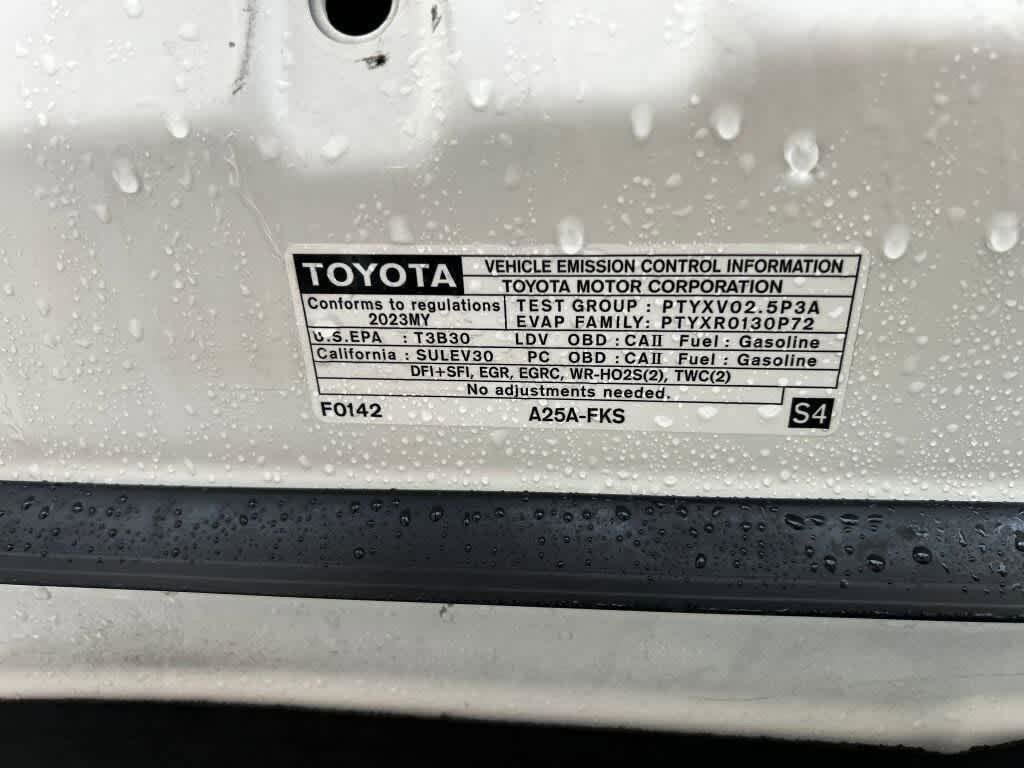 TOYOTA
VEHICLE EMISSION CONTROL INFORMATION
TOYOTA MOTOR CORPORATION
Conforms to regulations
2023MY
TEST GROUP : PTYXV02.5P3A
EVAP FAMILY: PTYXR0130P72
U.S.EPA : T3B30 LDV OBD : CAII Fuel : Gasoline
California : SULEV30 PC OBD : CAII Fuel : Gasoline
DFI+SFI, EGR, EGRC, WR-HO2S(2), TWC(2)
No adjustments needed.
F0142 A25A-FKS S4